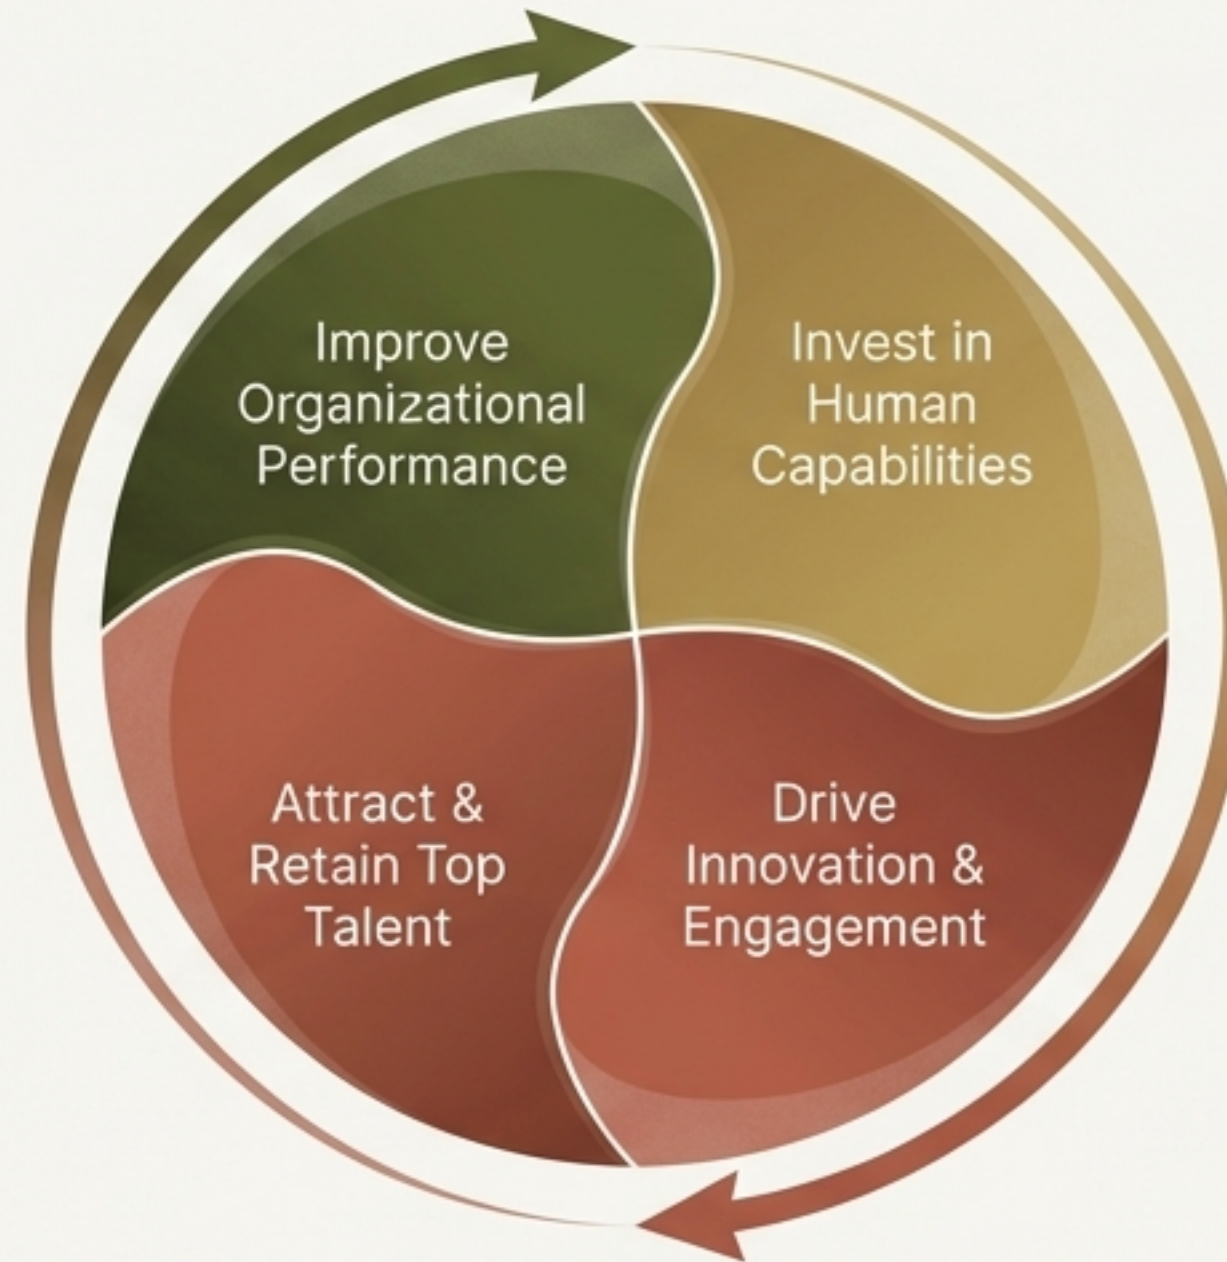 Improve
Organizational
Performance
Invest in
Human
Capabilities
Attract &
Retain Top
Talent
Drive
Innovation &
Engagement